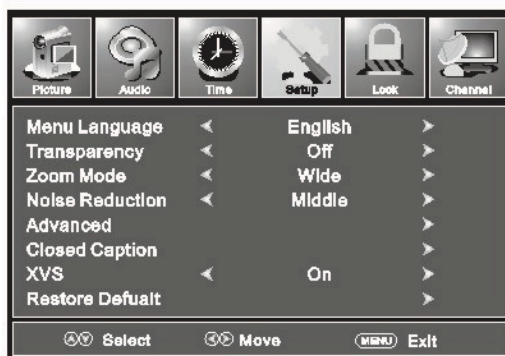 Picture Audio Time Setup Lock Channel
Menu Language English
Transparency Off
Zoom Mode Wide
Noise Reduction Middle
Advanced
Closed Caption
XVS On
Restore Defualt
Select Move MENU Exit